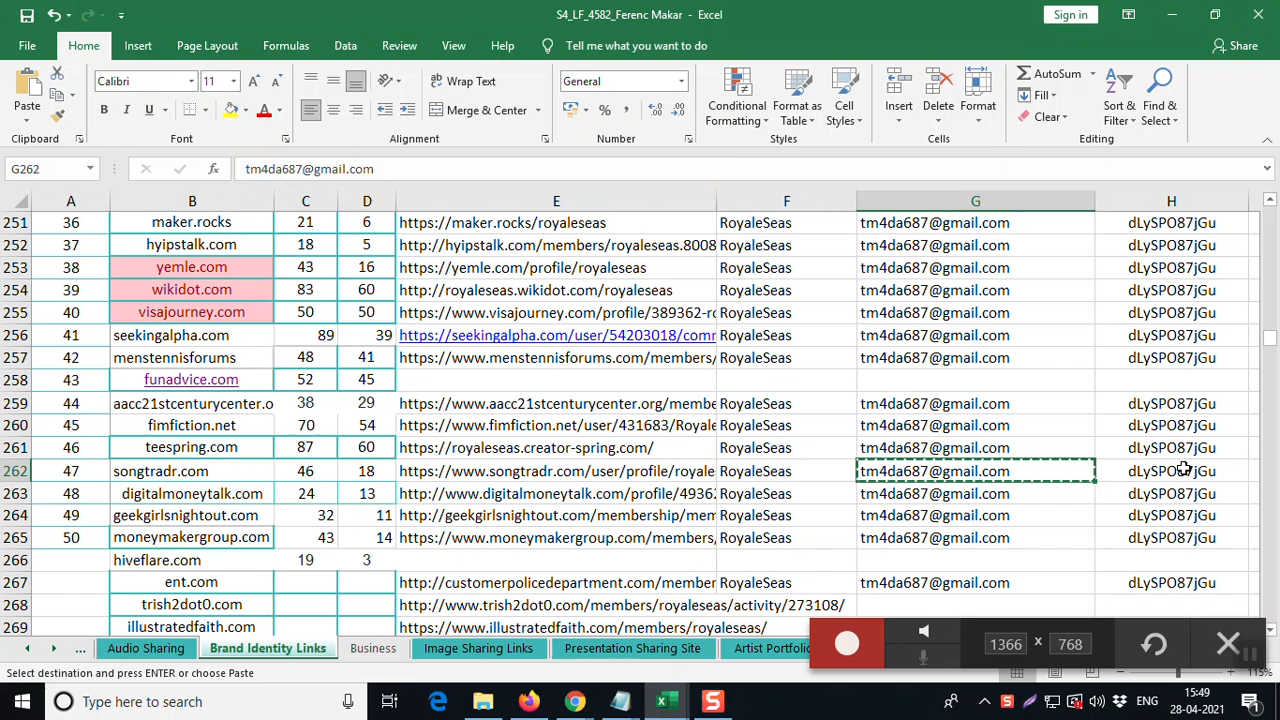 S4_LF_4582_Ferenc Makar - Excel
Sign in
File Home Insert Page Layout Formulas Data Review View Help Tell me what you want to do Share
Calibri 11 Wrap Text General AutoSum
Paste B I U A Merge & Center Conditional Formatting Format as Table Cell Styles Insert Delete Format Fill Clear Sort & Filter Find & Select
Clipboard Font Alignment Number Styles Cells Editing
G262 fx tm4da687@gmail.com
A B C D E F G H
251 36 maker.rocks 21 6 https://maker.rocks/royaleseas RoyaleSeas tm4da687@gmail.com dLySPO87jGu
252 37 hyipstalk.com 18 5 http://hyipstalk.com/members/royaleseas.8008 RoyaleSeas tm4da687@gmail.com dLySPO87jGu
253 38 yemle.com 43 16 https://yemle.com/profile/royaleseas RoyaleSeas tm4da687@gmail.com dLySPO87jGu
254 39 wikidot.com 83 60 http://royaleseas.wikidot.com/royaleseas RoyaleSeas tm4da687@gmail.com dLySPO87jGu
255 40 visajourney.com 50 50 https://www.visajourney.com/profile/389362-r RoyaleSeas tm4da687@gmail.com dLySPO87jGu
256 41 seekingalpha.com 89 39 https://seekingalpha.com/user/54203018/comm RoyaleSeas tm4da687@gmail.com dLySPO87jGu
257 42 menstennisforums 48 41 https://www.menstennisforums.com/members/ RoyaleSeas tm4da687@gmail.com dLySPO87jGu
258 43 funadvice.com 52 45
259 44 aacc21stcenturycenter.o 38 29 https://www.aacc21stcenturycenter.org/membe RoyaleSeas tm4da687@gmail.com dLySPO87jGu
260 45 fimfiction.net 70 54 https://www.fimfiction.net/user/431683/Royale RoyaleSeas tm4da687@gmail.com dLySPO87jGu
261 46 teespring.com 87 60 https://royaleseas.creator-spring.com/ RoyaleSeas tm4da687@gmail.com dLySPO87jGu
262 47 songtradr.com 46 18 https://www.songtradr.com/user/profile/royale RoyaleSeas tm4da687@gmail.com dLySPO87jGu
263 48 digitalmoneytalk.com 24 13 http://www.digitalmoneytalk.com/profile/4936 RoyaleSeas tm4da687@gmail.com dLySPO87jGu
264 49 geekgirlsnightout.com 32 11 http://geekgirlsnightout.com/membership/mem RoyaleSeas tm4da687@gmail.com dLySPO87jGu
265 50 moneymakergroup.com 43 14 http://www.moneymakergroup.com/members, RoyaleSeas tm4da687@gmail.com dLySPO87jGu
266 hiveflare.com 19 3
267 ent.com http://customerpolicedepartment.com/member RoyaleSeas tm4da687@gmail.com dLySPO87jGu
268 trish2dot0.com http://www.trish2dot0.com/members/royaleseas/activity/273108/
269 illustratedfaith.com https://www.illustratedfaith.com/members/royaleseas/
1366 x 768
... Audio Sharing Brand Identity Links Business Image Sharing Links Presentation Sharing Site Artist Portfolio
Select destination and press ENTER or choose Paste 115%
Type here to search ENG 15:49
28-04-2021